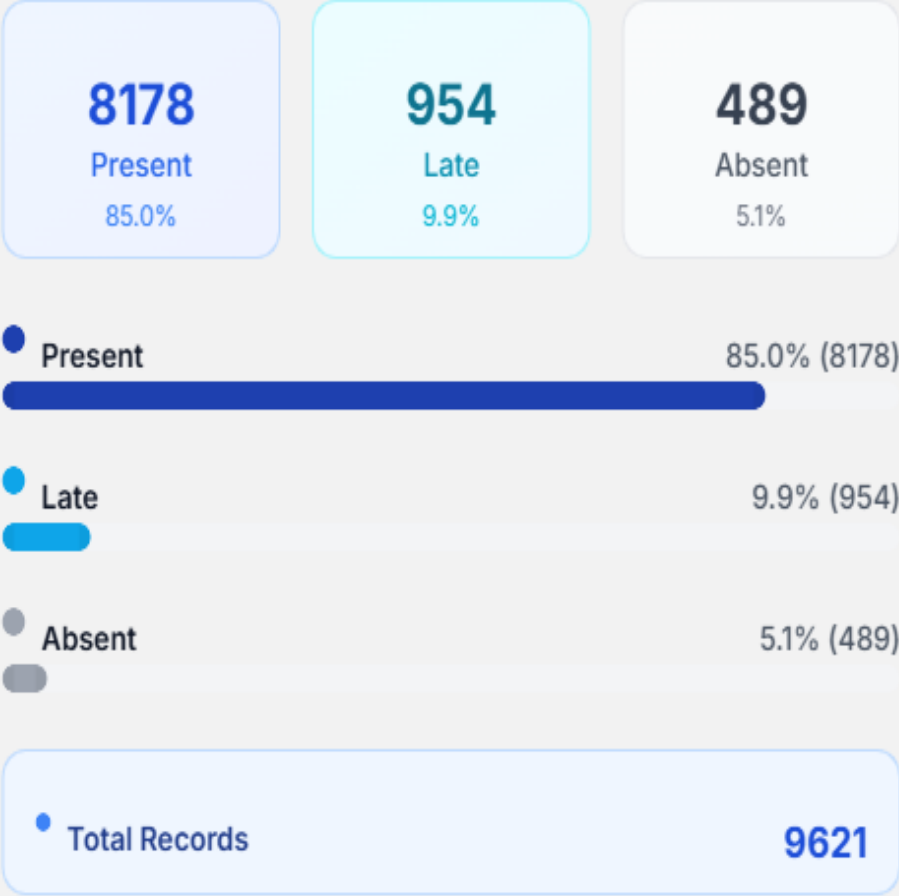 8178
Present
85.0%
954
Late
9.9%
489
Absent
5.1%
Present 85.0% (8178)
Late 9.9% (954)
Absent 5.1% (489)
Total Records 9621